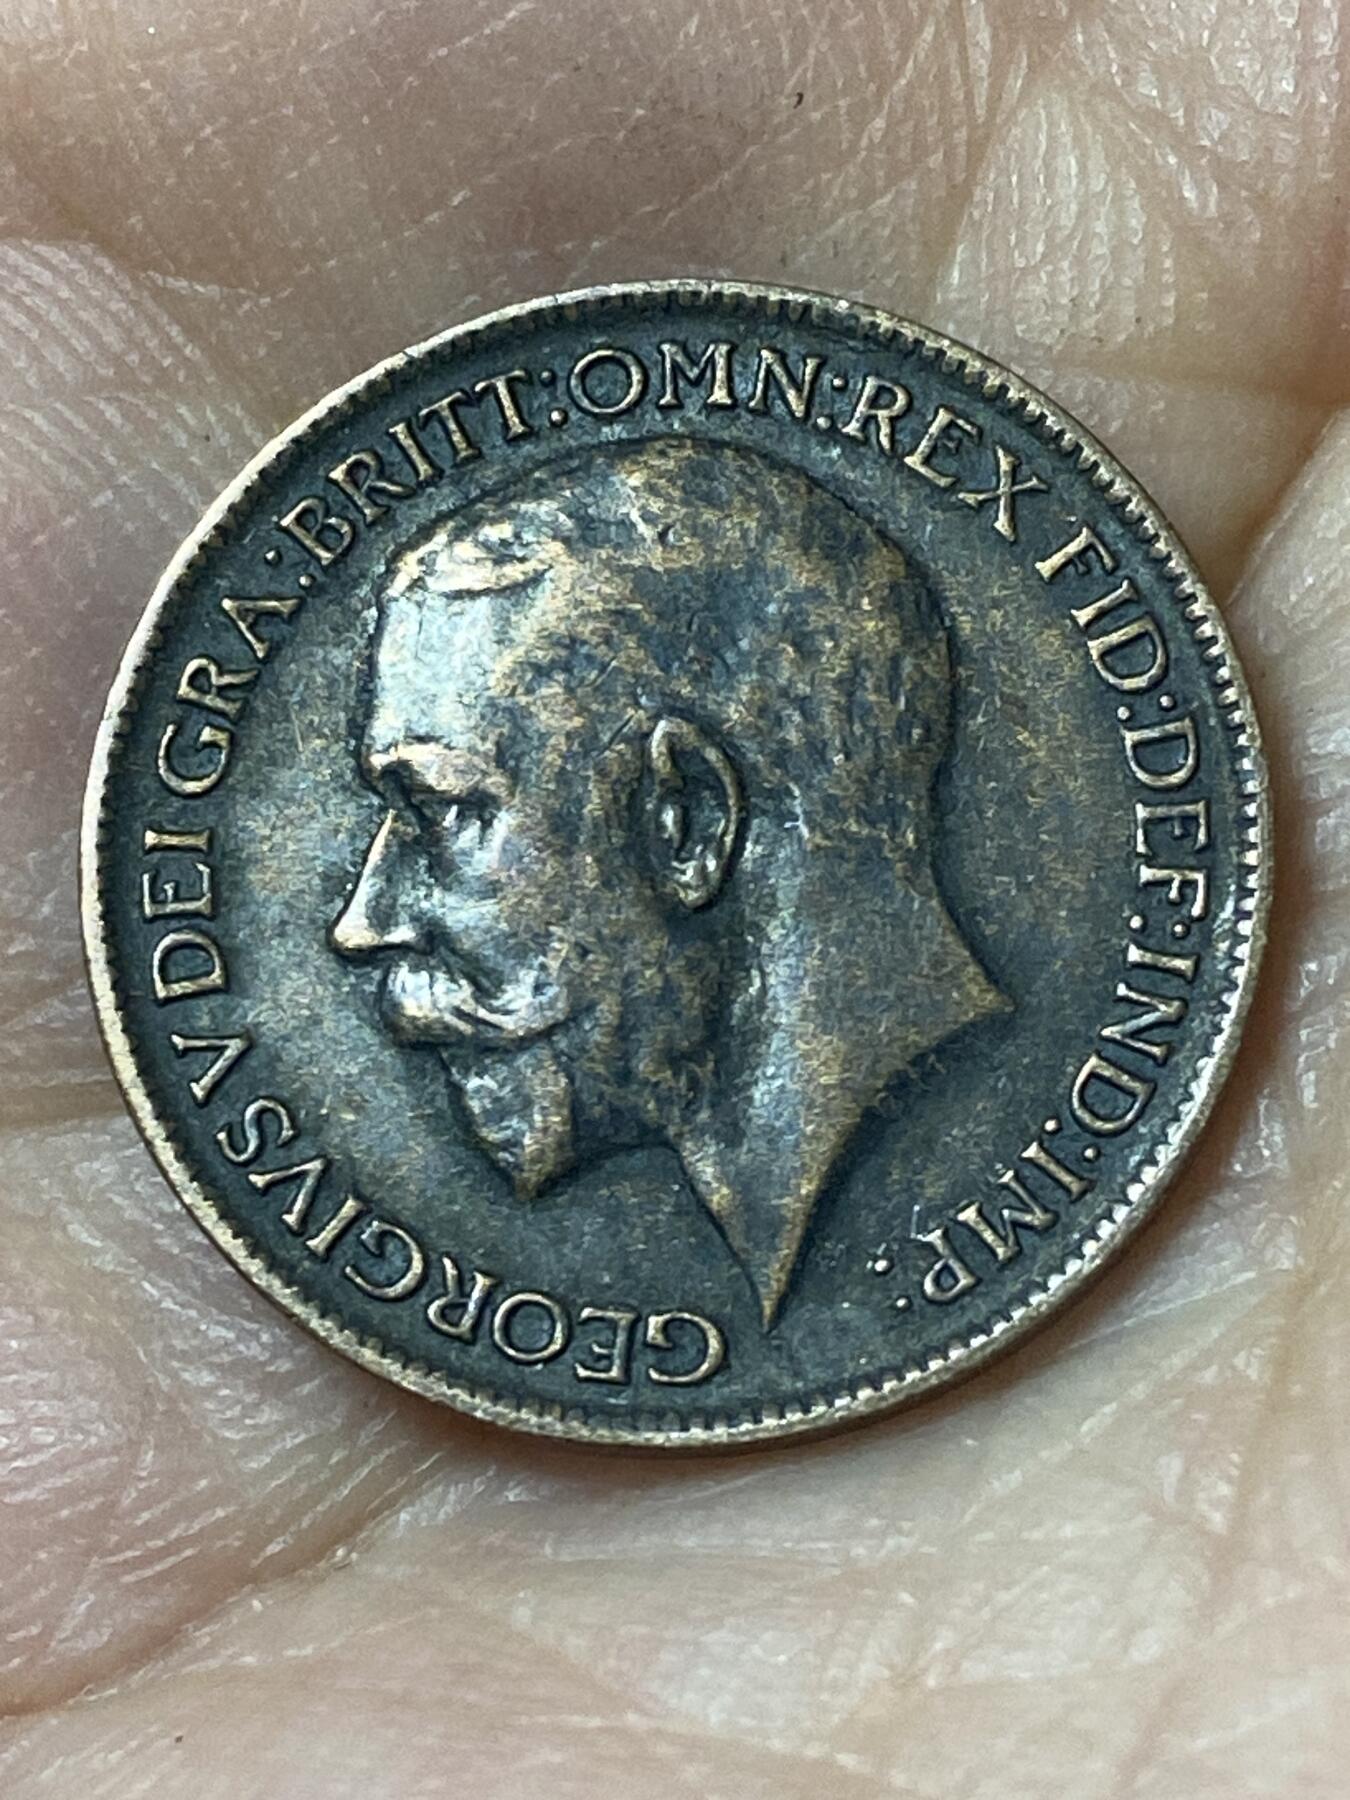 GEORGIVS V DEI GRA:BRITT:OMN:REX FID:DEF:IND:IMP: